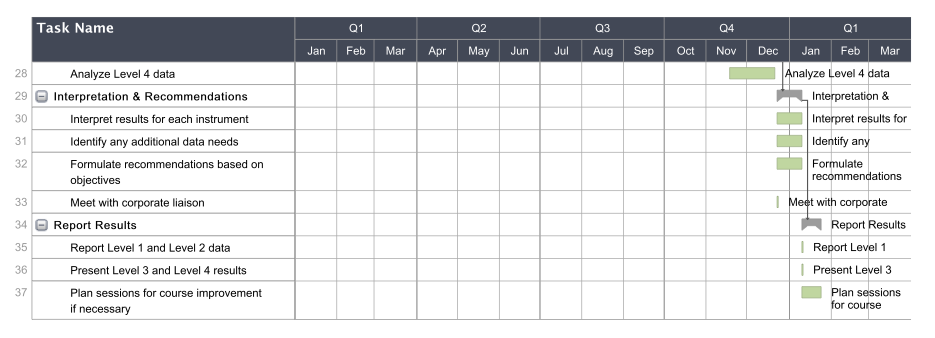 Task Name
Q1 Q2 Q3 Q4 Q1
Jan Feb Mar Apr May Jun Jul Aug Sep Oct Nov Dec Jan Feb Mar
28 Analyze Level 4 data Analyze Level 4 data
29 Interpretation & Recommendations Interpretation &
30 Interpret results for each instrument Interpret results for
31 Identify any additional data needs Identify any
32 Formulate recommendations based on Formulate
objectives recommendations
33 Meet with corporate liaison Meet with corporate
34 Report Results Report Results
35 Report Level 1 and Level 2 data Report Level 1
36 Present Level 3 and Level 4 results Present Level 3
37 Plan sessions for course improvement Plan sessions
if necessary for course